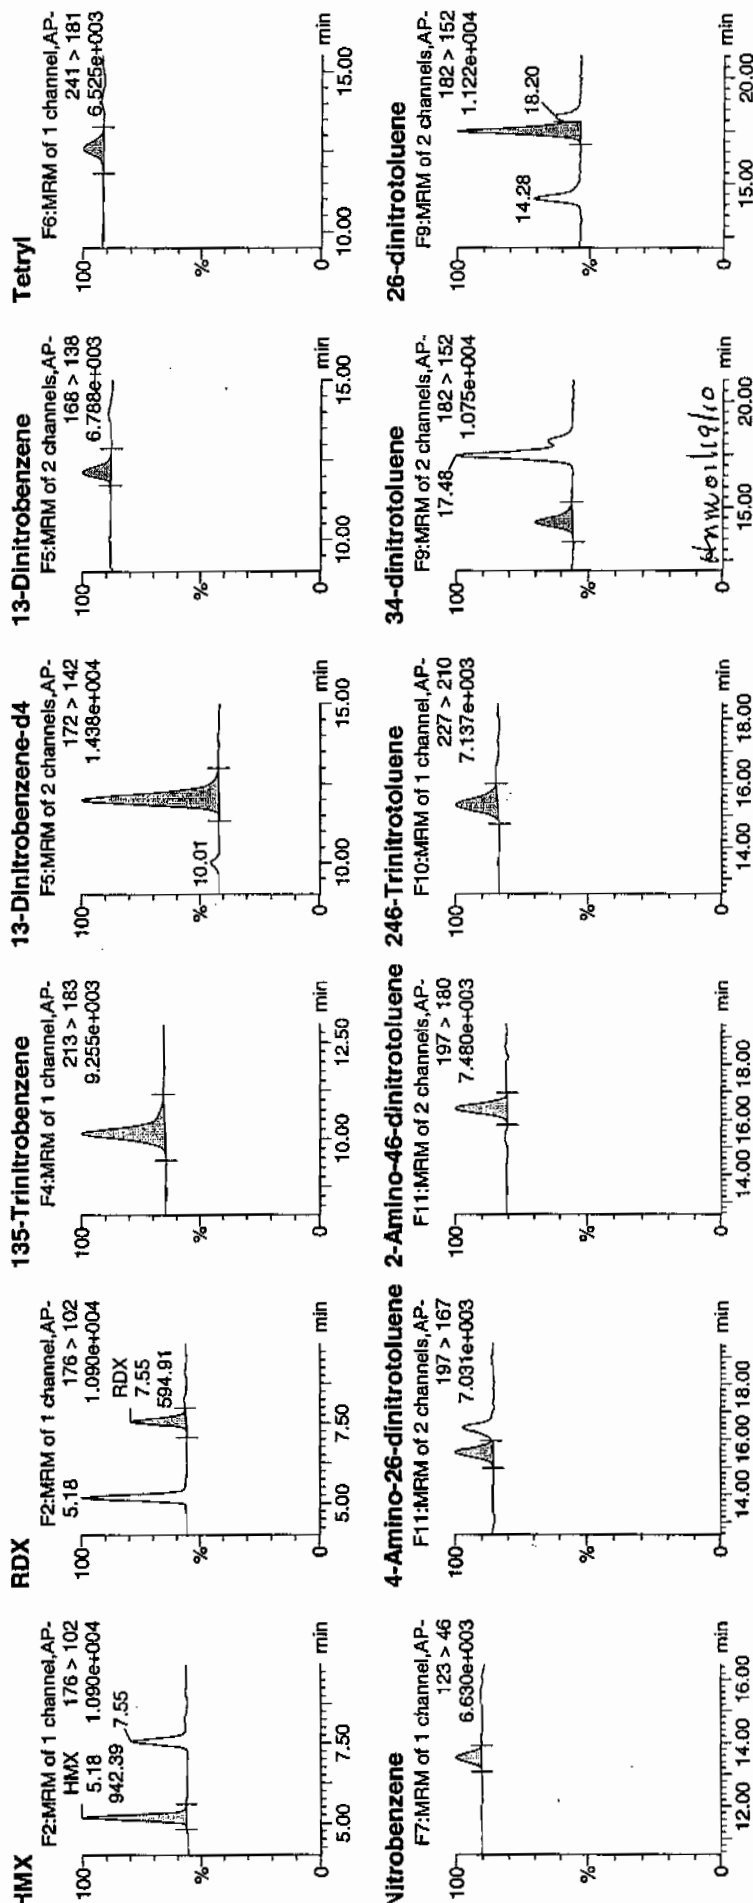 HMX
F2:MRM of 1 channel,AP-
176 > 102
1.090e+004
HMX
5.18
942.39
7.55
100
%
0
5.00
7.50
min
RDX
F2:MRM of 1 channel,AP-
176 > 102
1.090e+004
5.18
RDX
7.55
594.91
100
%
0
5.00
7.50
min
135-Trinitrobenzene
F4:MRM of 1 channel,AP-
213 > 183
9.255e+003
100
%
0
10.00
12.50
min
13-Dinitrobenzene-d4
F5:MRM of 2 channels,AP-
172 > 142
1.438e+004
10.01
100
%
0
10.00
15.00
min
13-Dinitrobenzene
F5:MRM of 2 channels,AP-
168 > 138
6.788e+003
100
%
0
10.00
15.00
min
Tetryl
F6:MRM of 1 channel,AP-
241 > 181
6.525e+003
100
%
0
10.00
15.00
min
Nitrobenzene
F7:MRM of 1 channel,AP-
123 > 46
6.630e+003
100
%
0
12.00
14.00
16.00
min
4-Amino-26-dinitrotoluene
F11:MRM of 2 channels,AP-
197 > 167
7.031e+003
100
%
0
14.00
16.00
18.00
min
2-Amino-46-dinitrotoluene
F11:MRM of 2 channels,AP-
197 > 180
7.480e+003
100
%
0
14.00
16.00
18.00
min
246-Trinitrotoluene
F10:MRM of 1 channel,AP-
227 > 210
7.137e+003
100
%
0
14.00
16.00
18.00
min
34-dinitrotoluene
F9:MRM of 2 channels,AP-
182 > 152
1.075e+004
17.48
100
%
0
15.00
20.00
min
01/19/10
26-dinitrotoluene
F9:MRM of 2 channels,AP-
182 > 152
1.122e+004
14.28
18.20
100
%
0
15.00
20.00
min